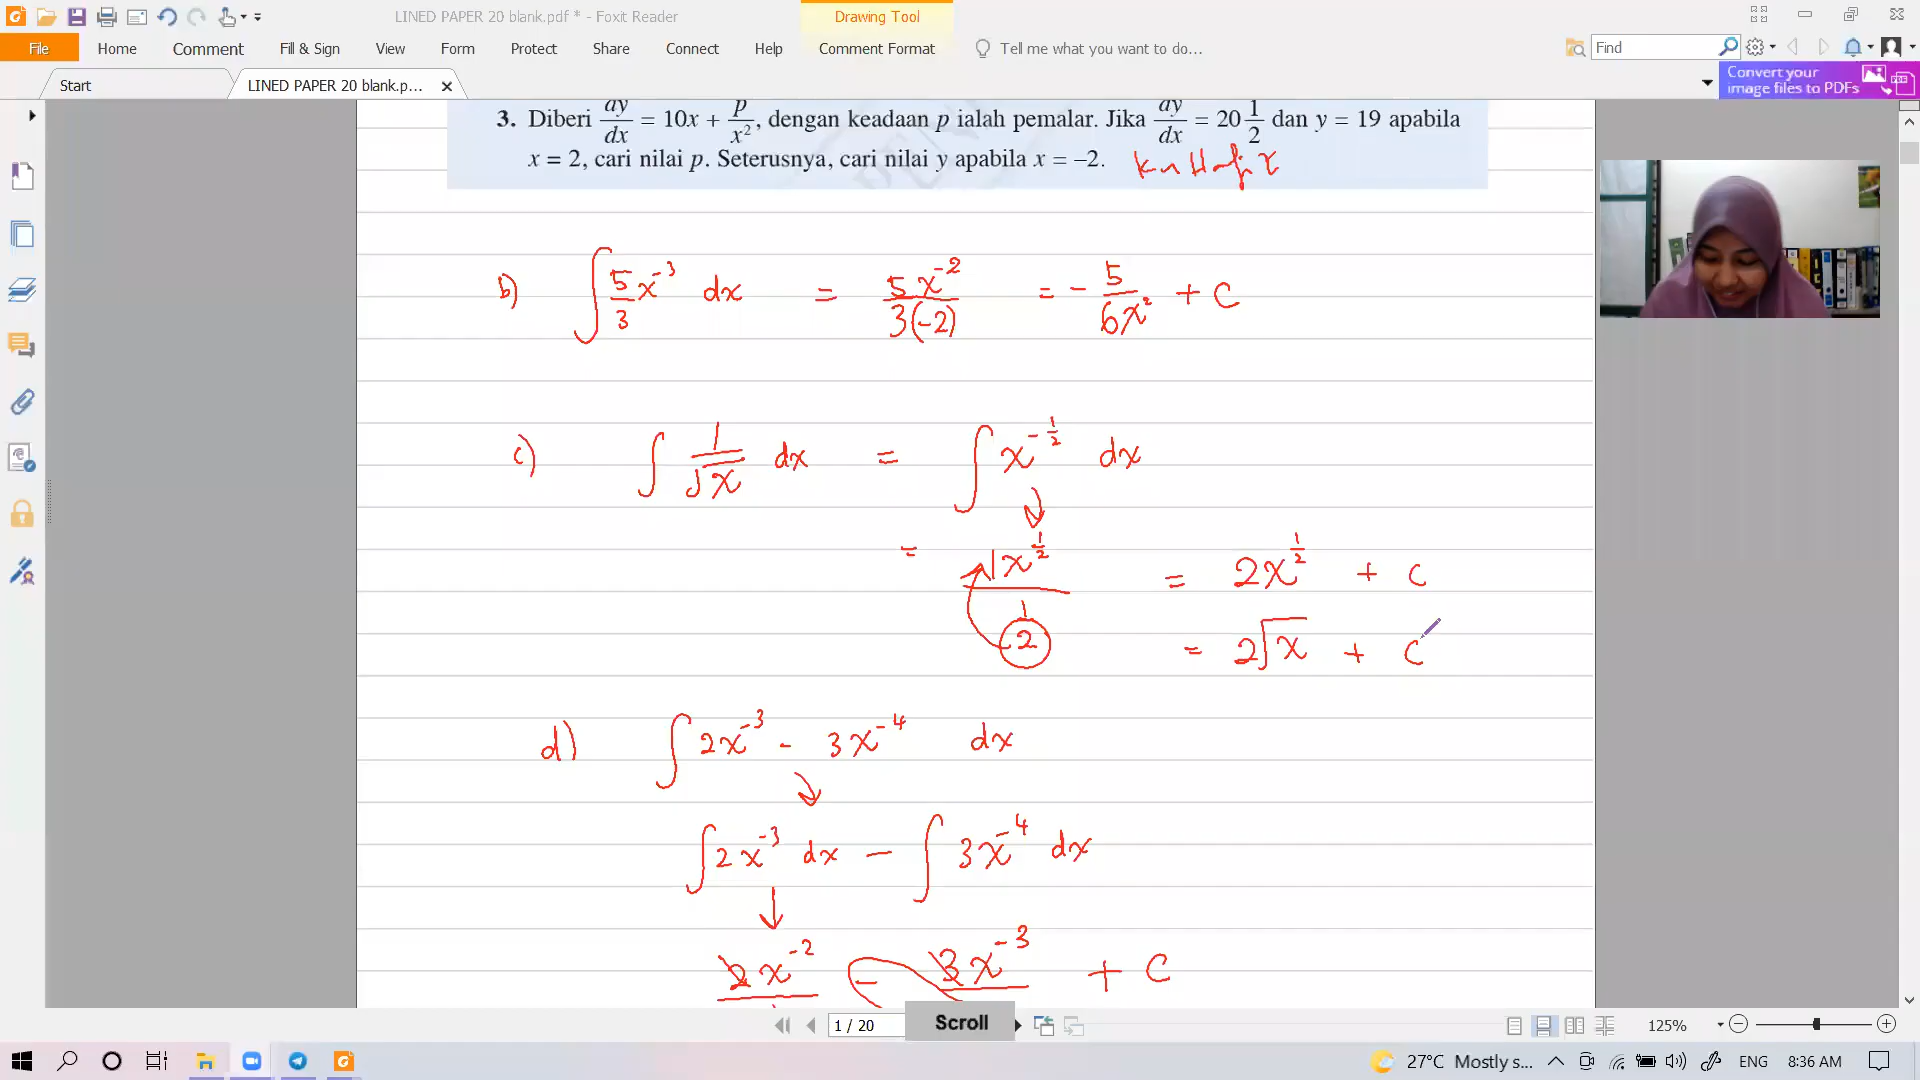 LINED PAPER 20 blank.pdf * - Foxit Reader
Drawing Tool
File Home Comment Fill & Sign View Form Protect Share Connect Help Comment Format Tell me what you want to do... Find
Start LINED PAPER 20 blank.p... Convert your image files to PDFs
3. Diberi dy/dx = 10x + p/x², dengan keadaan p ialah pemalar. Jika dy/dx = 20 1/2 dan y = 19 apabila
x = 2, cari nilai p. Seterusnya, cari nilai y apabila x = –2.
b) ∫ 5/3 x⁻³ dx = 5x⁻²/3(-2) = - 5/6x² + c
c) ∫ 1/√x dx = ∫ x^(-1/2) dx
= 1x^(1/2) / (1/2) = 2x^(1/2) + c
= 2√x + c
d) ∫ 2x⁻³ - 3x⁻⁴ dx
∫ 2x⁻³ dx - ∫ 3x⁻⁴ dx
2x⁻² - 3x⁻³ + c
1 / 20 Scroll 125%
27°C Mostly s... ENG 8:36 AM